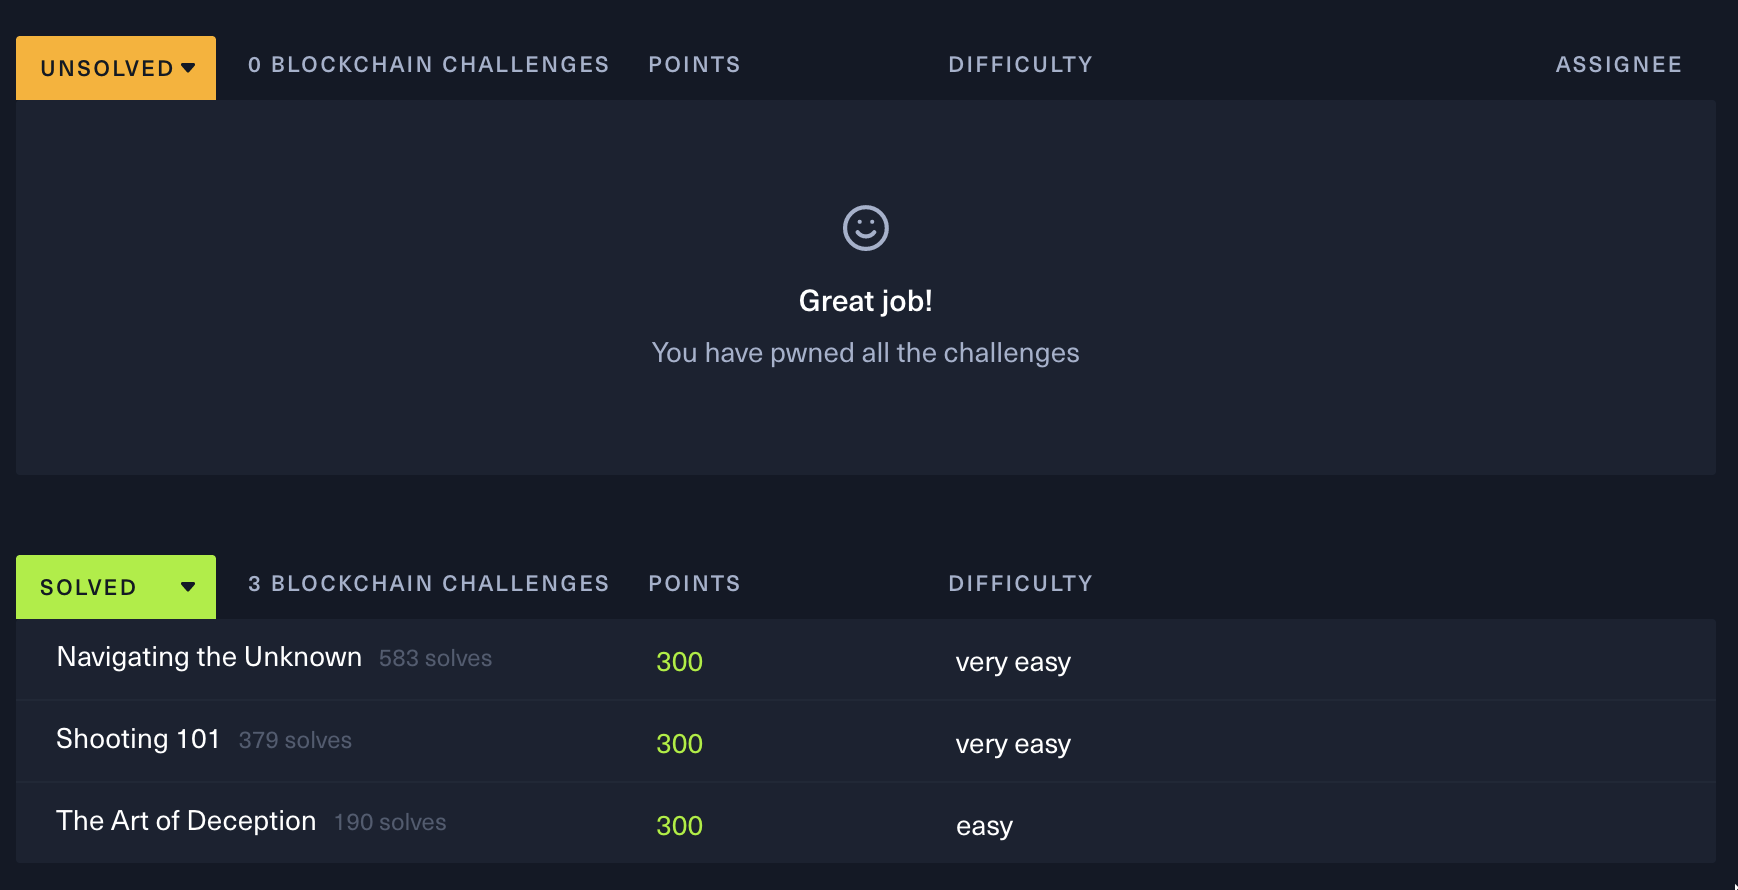 UNSOLVED 0 BLOCKCHAIN CHALLENGES POINTS DIFFICULTY ASSIGNEE
Great job!
You have pwned all the challenges
SOLVED 3 BLOCKCHAIN CHALLENGES POINTS DIFFICULTY
Navigating the Unknown 583 solves 300 very easy
Shooting 101 379 solves 300 very easy
The Art of Deception 190 solves 300 easy